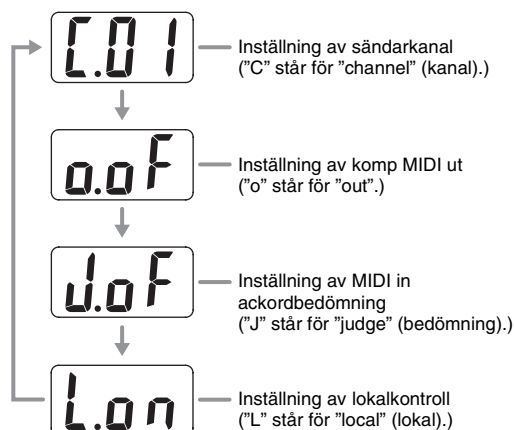 C.01
Inställning av sändarkanal
("C" står för "channel" (kanal).)
o.oF
Inställning av komp MIDI ut
("o" står för "out".)
J.oF
Inställning av MIDI in
ackordbedömning
("J" står för "judge" (bedömning).)
L.on
Inställning av lokalkontroll
("L" står för "local" (lokal).)